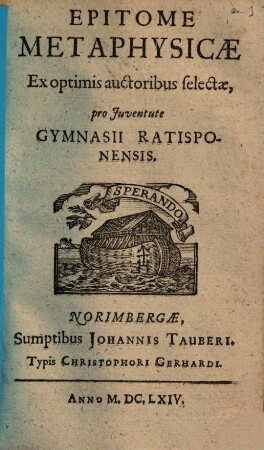 EPITOME
METAPHYSICÆ
Ex optimis auctoribus ſelectæ,
pro Juventute
GYMNASII RATISPO-
NENSIS.
SPERANDO
NORIMBERGÆ,
Sumptibus JOHANNIS TAUBERI.
Typis CHRISTOPHORI GERHARDI.
ANNO M. DC. LXIV.